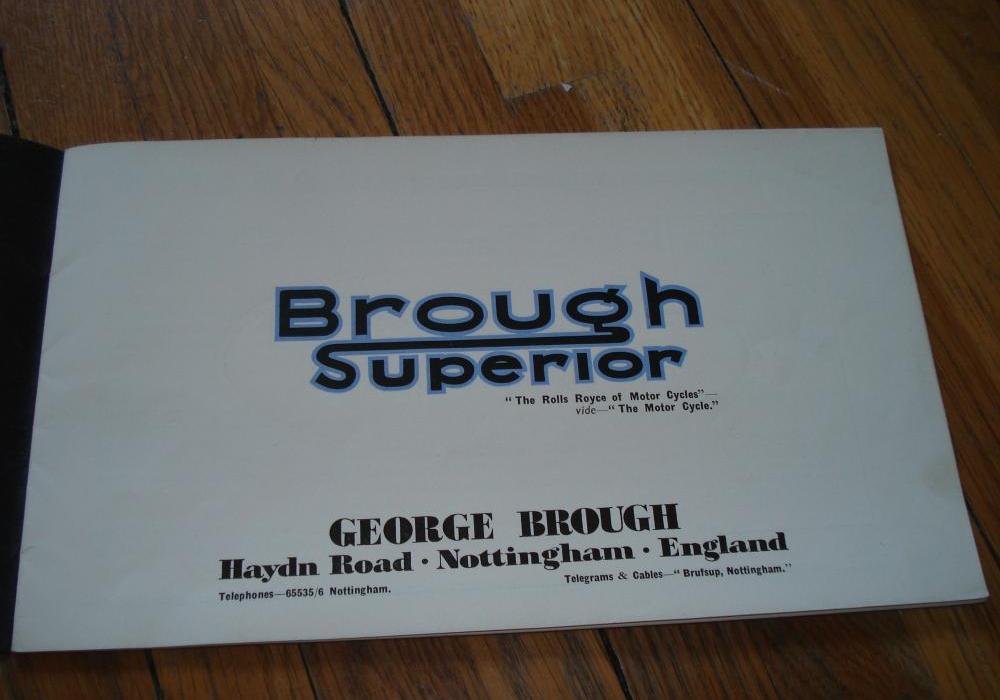 Brough
Superior
“ The Rolls Royce of Motor Cycles”—
vide—“ The Motor Cycle.”
GEORGE BROUGH
Haydn Road · Nottingham · England
Telephones—65535/6 Nottingham.
Telegrams & Cables—“ Brufsup, Nottingham.”